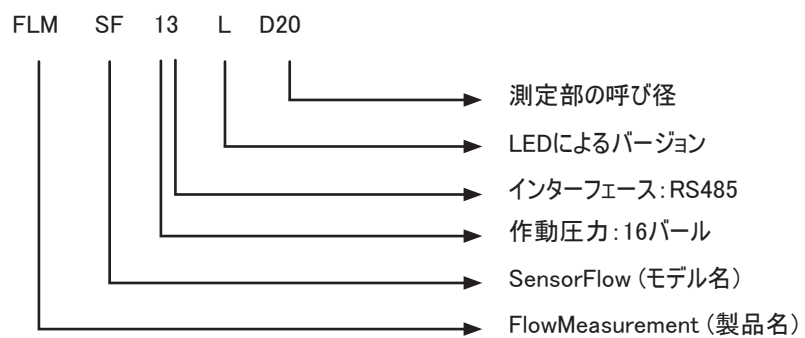 FLM SF 13 L D20
測定部の呼び径
LEDによるバージョン
インターフェース:RS485
作動圧力:16バール
SensorFlow (モデル名)
FlowMeasurement (製品名)